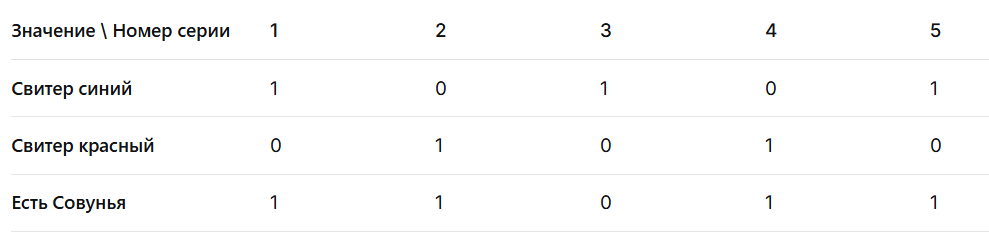 Значение \ Номер серии 1 2 3 4 5
Свитер синий 1 0 1 0 1
Свитер красный 0 1 0 1 0
Есть Совунья 1 1 0 1 1